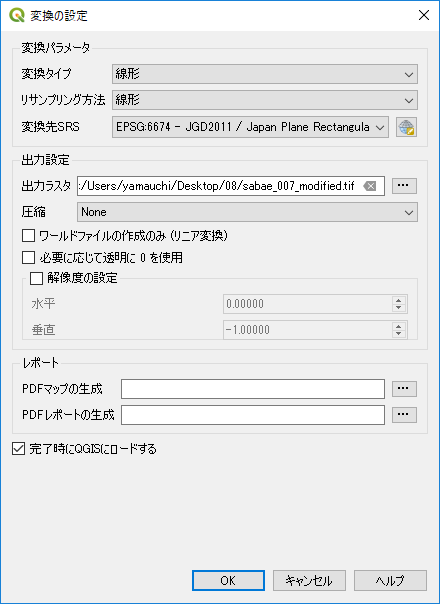 変換の設定
変換パラメータ
変換タイプ 線形
リサンプリング方法 線形
変換先SRS EPSG:6674 - JGD2011 / Japan Plane Rectangula
出力設定
出力ラスタ :/Users/yamauchi/Desktop/08/sabae_007_modified.tif ...
圧縮 None
ワールドファイルの作成のみ (リニア変換)
必要に応じて透明に 0 を使用
解像度の設定
水平 0.00000
垂直 -1.00000
レポート
PDFマップの生成 ...
PDFレポートの生成 ...
完了時にQGISにロードする
OK キャンセル ヘルプ